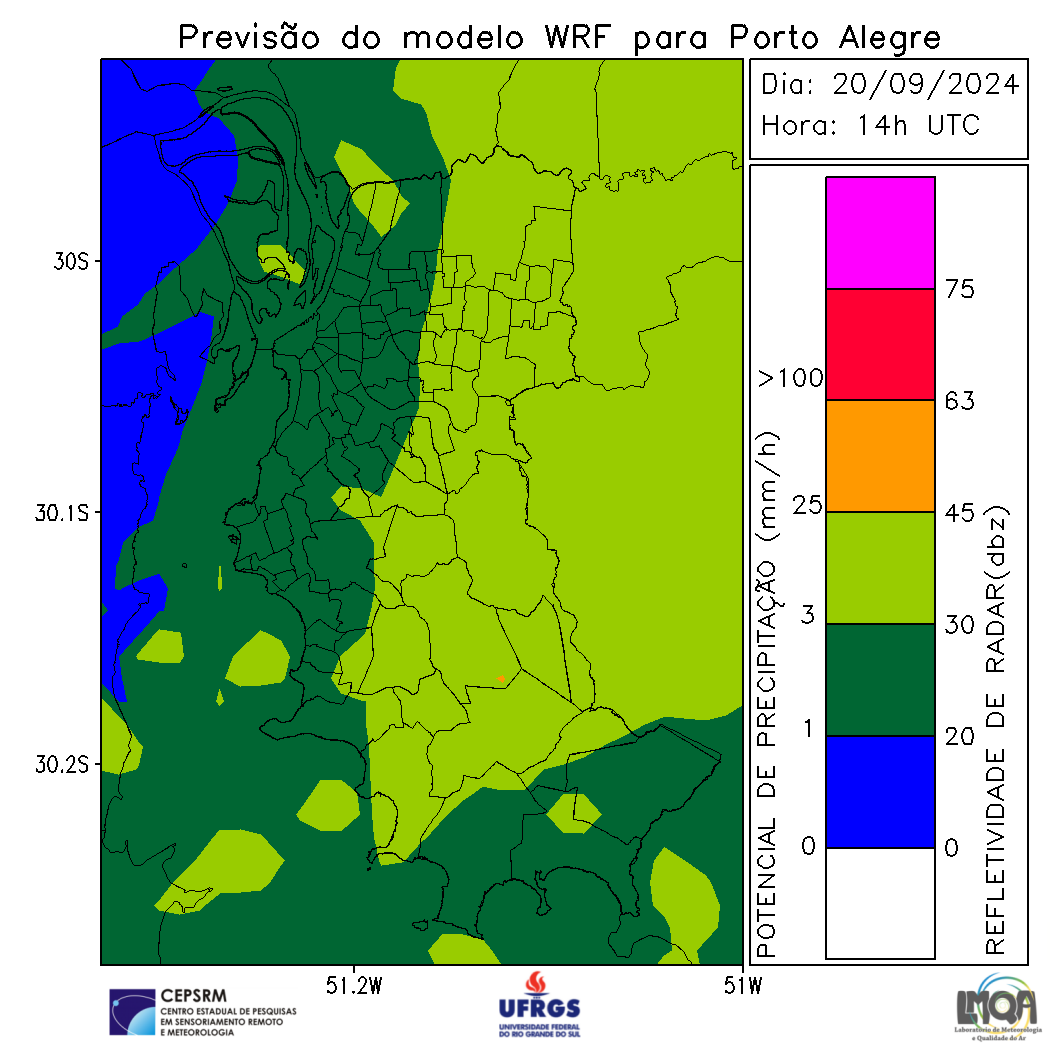 Previsão do modelo WRF para Porto Alegre
Dia: 20/09/2024
Hora: 14h UTC
30S
30.1S
30.2S
51.2W
51W
POTENCIAL DE PRECIPITAÇÃO (mm/h)
>100
25
3
1
0
75
63
45
30
20
0
REFLETIVIDADE DE RADAR(dbz)
CEPSRM
CENTRO ESTADUAL DE PESQUISAS
EM SENSORIAMENTO REMOTO
E METEOROLOGIA
UFRGS
UNIVERSIDADE FEDERAL
DO RIO GRANDE DO SUL
LMQA
Laboratório de Meteorologia
e Qualidade do Ar